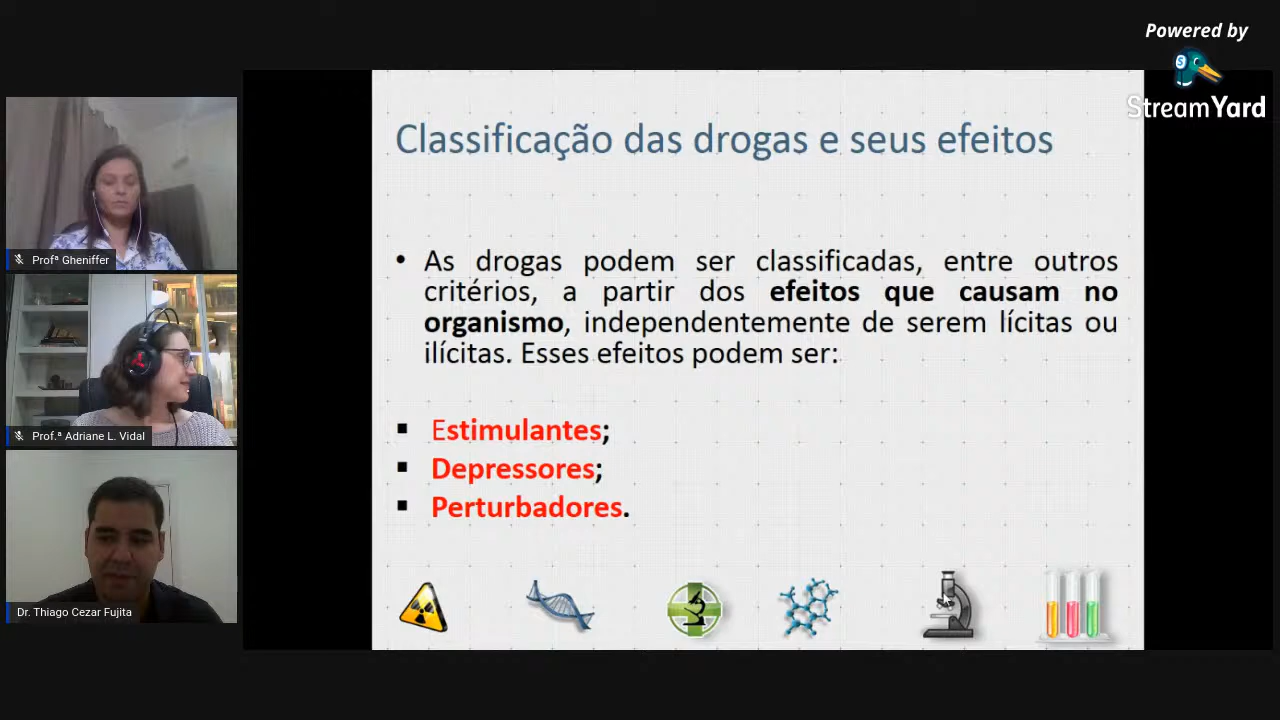 Powered by
StreamYard
Classificação das drogas e seus efeitos
• As drogas podem ser classificadas, entre outros
critérios, a partir dos efeitos que causam no
organismo, independentemente de serem lícitas ou
ilícitas. Esses efeitos podem ser:
▪ Estimulantes;
▪ Depressores;
▪ Perturbadores.
Profª Gheniffer
Prof.ª Adriane L. Vidal
Dr. Thiago Cezar Fujita